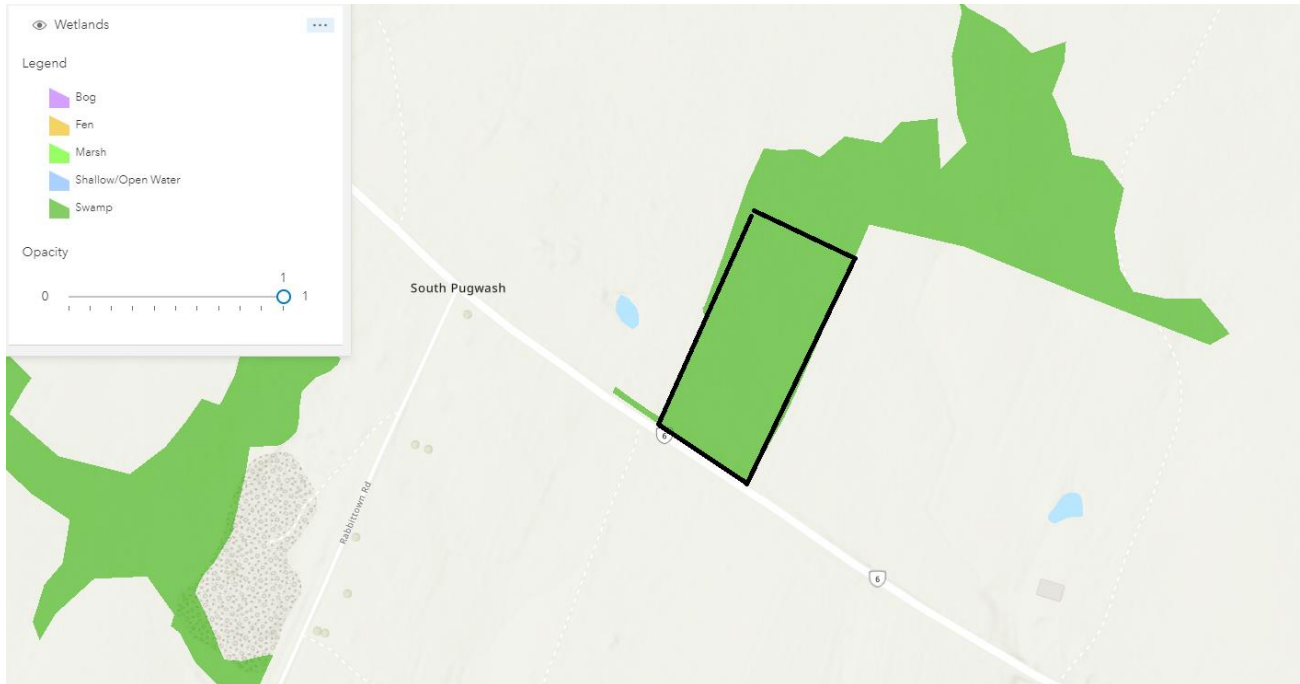 Wetlands
...
Legend
Bog
Fen
Marsh
Shallow/Open Water
Swamp
Opacity
1
0
1
South Pugwash
6
Rabbittown Rd
6